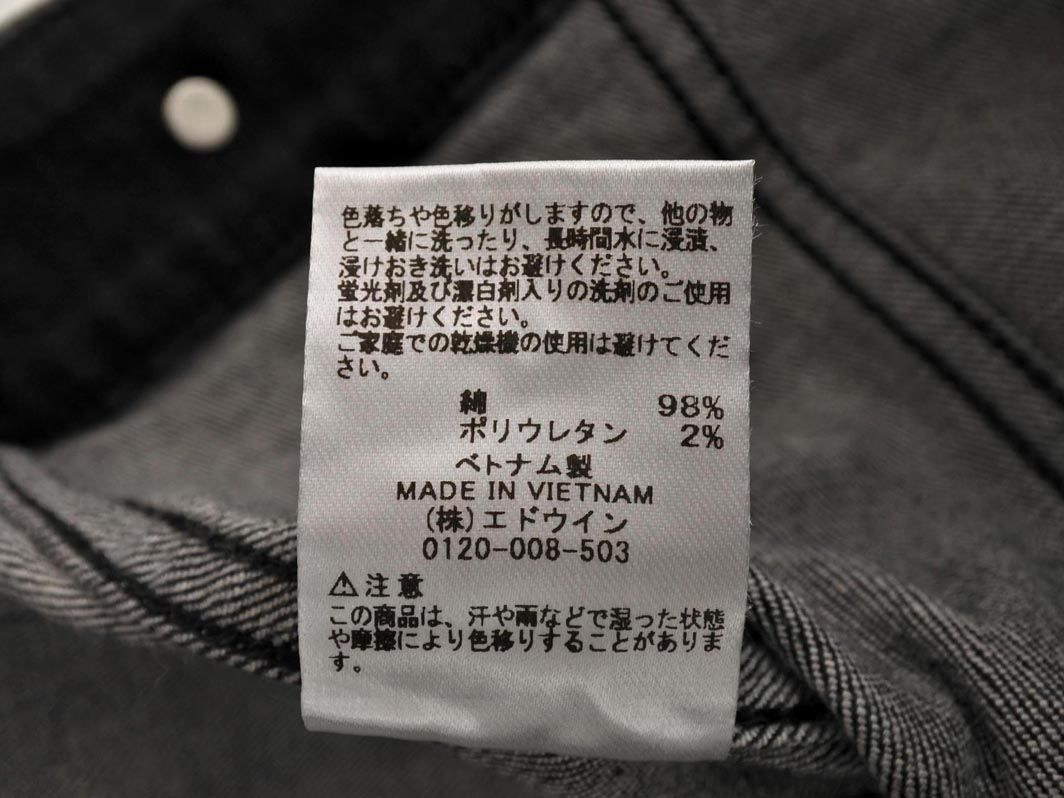 色落ちや色移りがしますので、他の物
と一緒に洗ったり、長時間水に浸漬、
浸けおき洗いはお避けください。
蛍光剤及び漂白剤入りの洗剤のご使用
はお避けください。
ご家庭での乾燥機の使用は避けてくだ
さい。
綿 98%
ポリウレタン 2%
ベトナム製
MADE IN VIETNAM
(株)エドウイン
0120-008-503
⚠注意
この商品は、汗や雨などで湿った状態
や摩擦により色移りすることがありま
す。